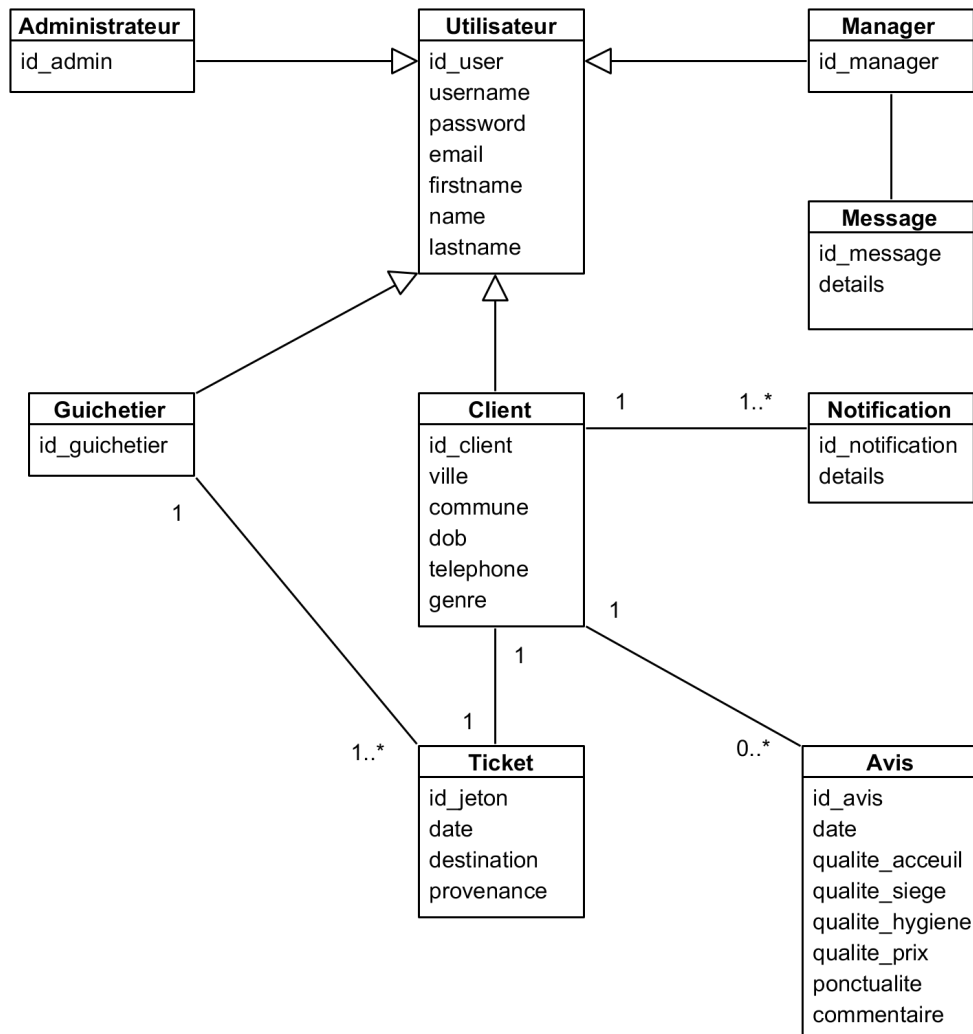 Administrateur
id_admin
Utilisateur
id_user
username
password
email
firstname
name
lastname
Manager
id_manager
Message
id_message
details
Guichetier
id_guichetier
1
Client
id_client
ville
commune
dob
telephone
genre
1
1..*
Notification
id_notification
details
1
1
1
1..*
0..*
Ticket
id_jeton
date
destination
provenance
Avis
id_avis
date
qualite_acceuil
qualite_siege
qualite_hygiene
qualite_prix
ponctualite
commentaire